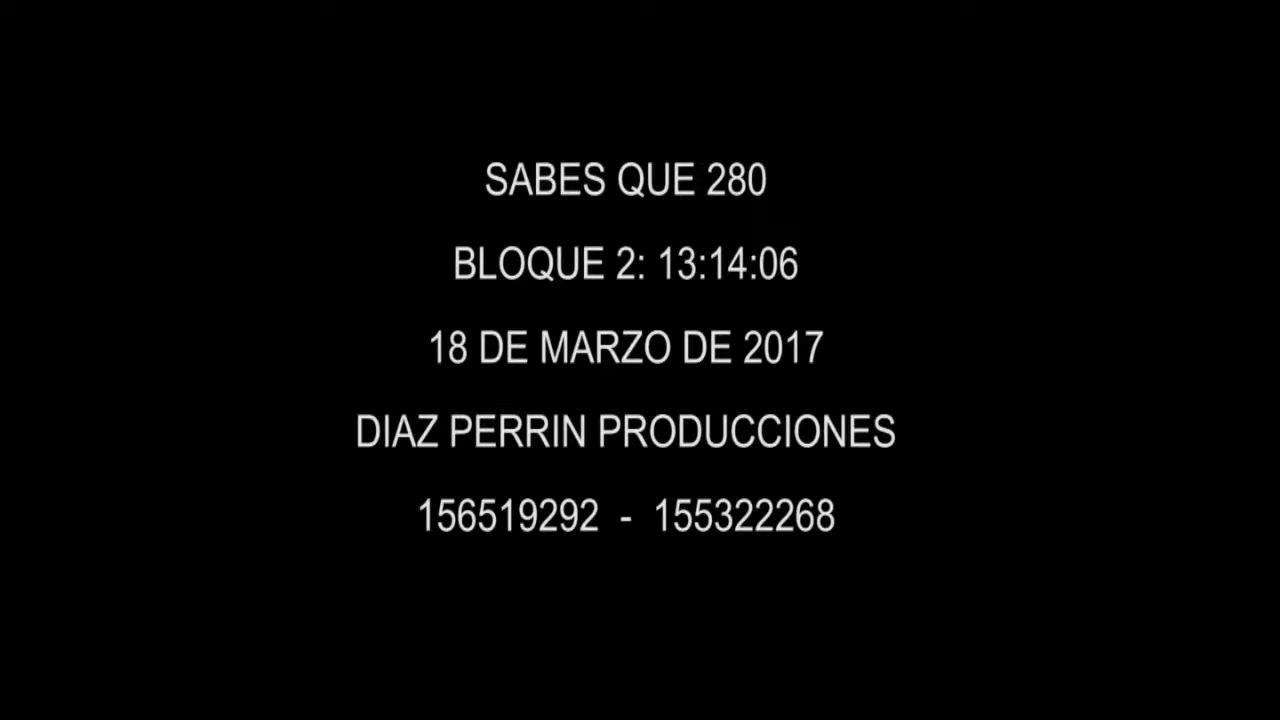 SABES QUE 280
BLOQUE 2: 13:14:06
18 DE MARZO DE 2017
DIAZ PERRIN PRODUCCIONES
156519292 - 155322268